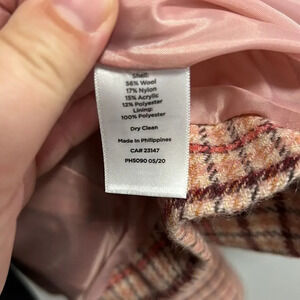 Shell:
56% Wool
17% Nylon
15% Acrylic
12% Polyester
Lining:
100% Polyester
Dry Clean
Made In Philippines
CA# 23147
PH5090 05/20